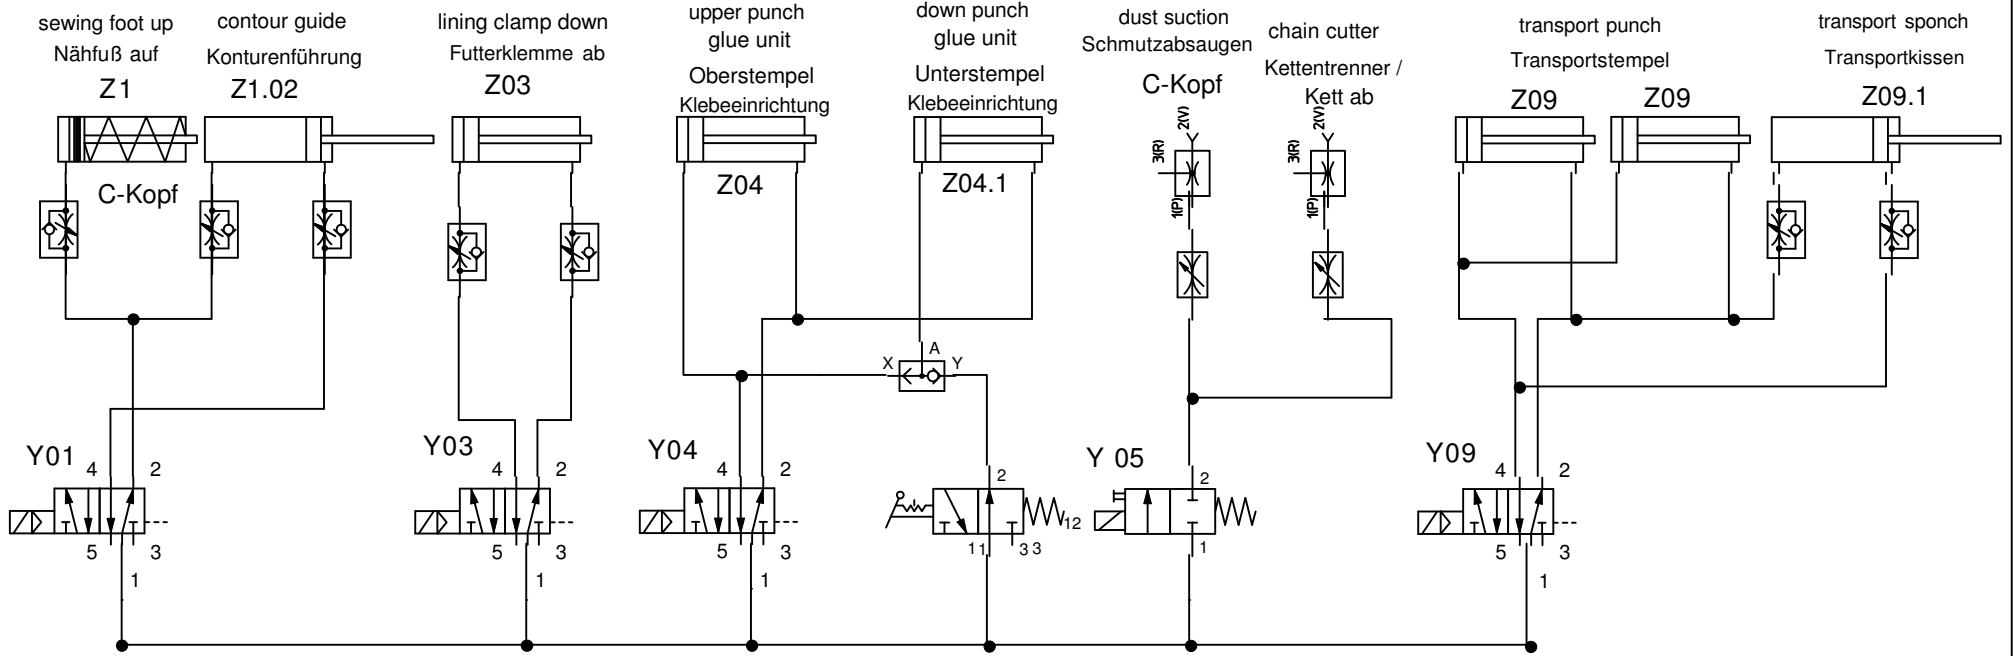 sewing foot up
Nähfuß auf
Z1
C-Kopf
contour guide
Konturenführung
Z1.02
lining clamp down
Futterklemme ab
Z03
upper punch
glue unit
Oberstempel
Klebeeinrichtung
Z04
down punch
glue unit
Unterstempel
Klebeeinrichtung
Z04.1
dust suction
Schmutzabsaugen
C-Kopf
2(V)
3(R)
1(P)
chain cutter
Kettentrenner /
Kett ab
2(V)
3(R)
1(P)
transport punch
Transportstempel
Z09
Z09
transport sponch
Transportkissen
Z09.1
X
A
Y
Y01
4
2
5
3
1
Y03
4
2
5
3
1
Y04
4
2
5
3
1
2
12
11
33
Y 05
2
1
Y09
4
2
5
3
1